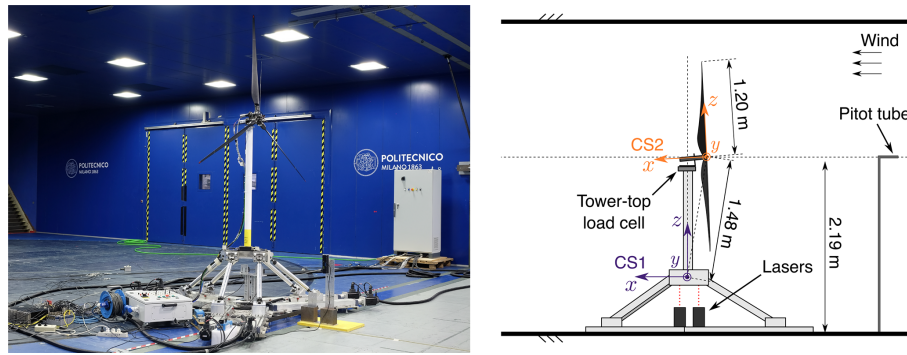 POLITECNICO
MILANO 1863
POLITECNICO
MILANO 1863
Wind
1.20 m
Pitot tube
z
CS2
y
x
Tower-top
load cell
1.48 m
2.19 m
z
CS1
y
x
Lasers